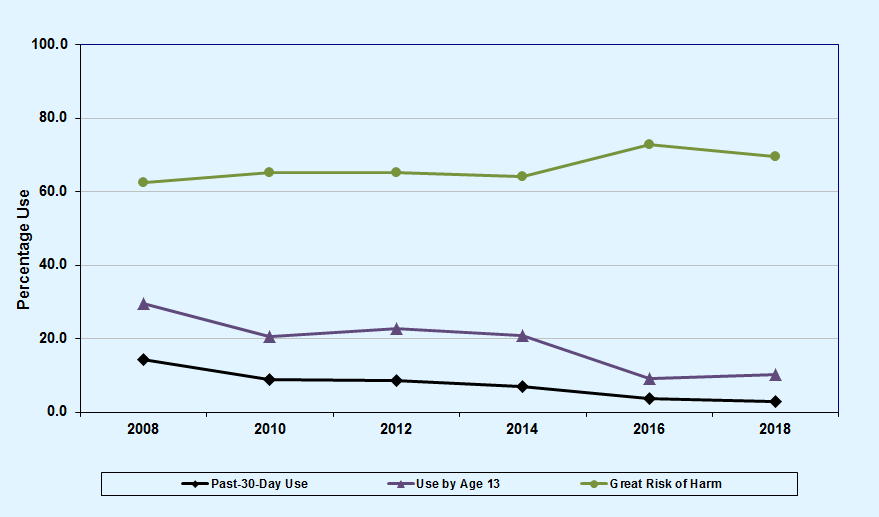 100.0
80.0
60.0
40.0
20.0
0.0
Percentage Use
2008 2010 2012 2014 2016 2018
Past-30-Day Use Use by Age 13 Great Risk of Harm